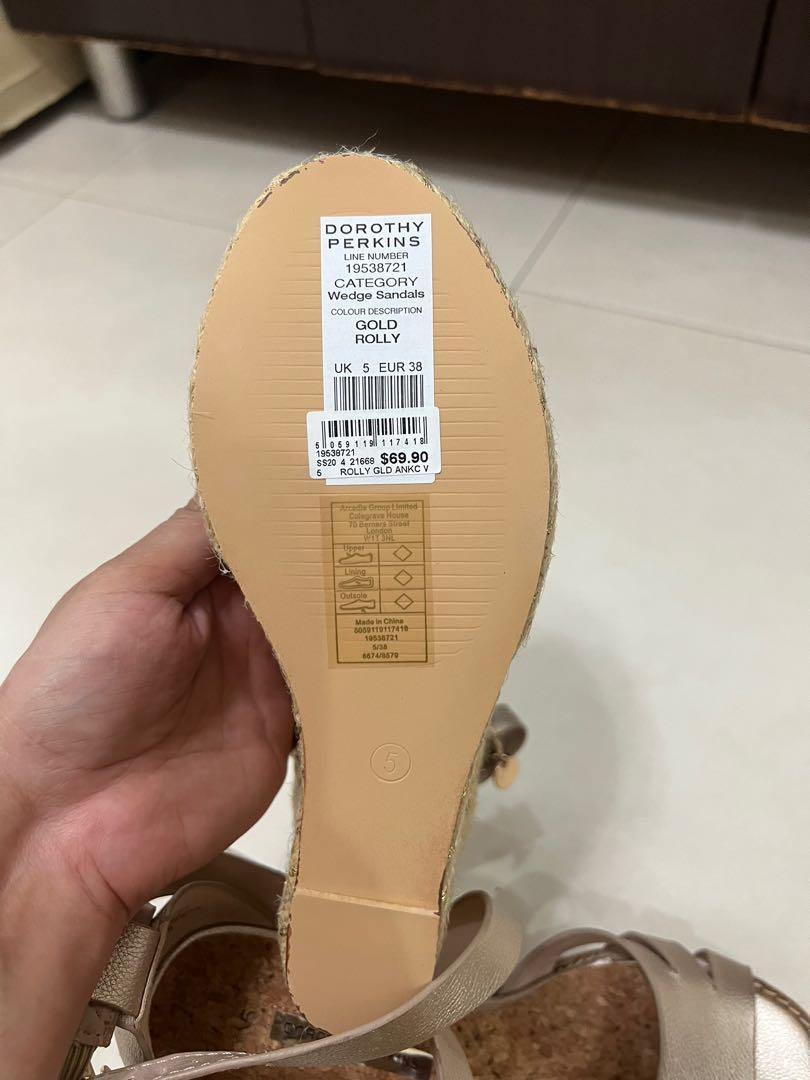 DOROTHY
PERKINS
LINE NUMBER
19538721
CATEGORY
Wedge Sandals
COLOUR DESCRIPTION
GOLD
ROLLY
UK 5 EUR 38
5 059119 117418
19538721
SS20 4 21668 $69.90
5 ROLLY GLD ANKC V
Arcadia Group Limited
Colegrave House
70 Berners Street
London
W1T 3NL
Upper
Lining
Outsole
Made in China
5059119117418
19538721
5/38
6674/8579
5